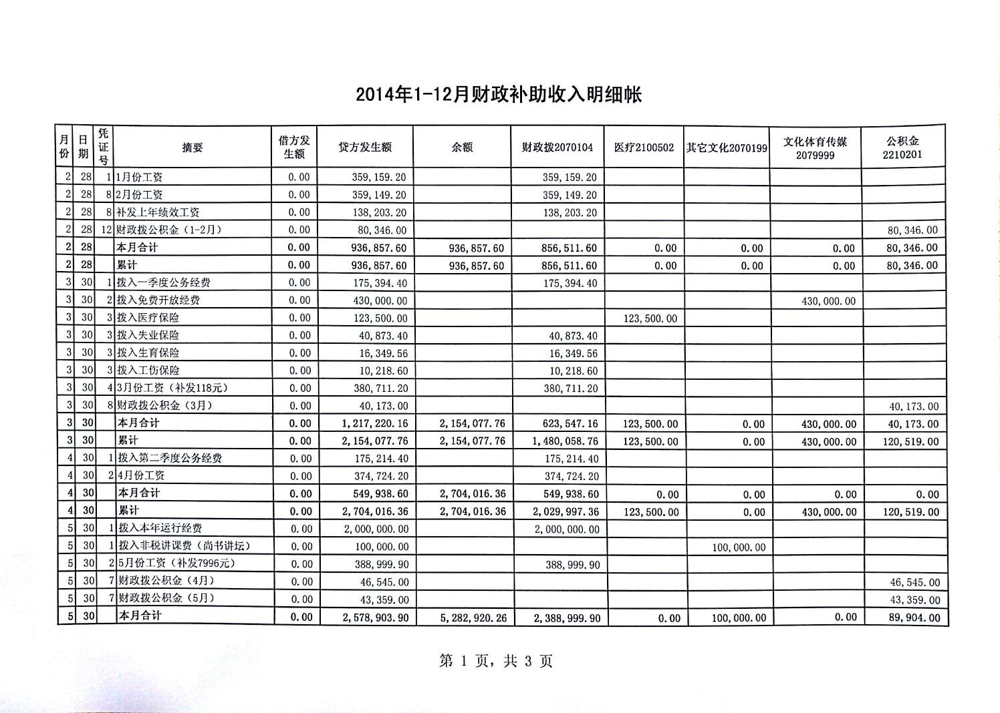 2014年1-12月财政补助收入明细帐
月份 日期 凭证号 摘要 借方发生额 贷方发生额 余额 财政拨2070104 医疗2100502 其它文化2070199 文化体育传媒2079999 公积金2210201
2 28 1 1月份工资 0.00 359,159.20 359,159.20
2 28 8 2月份工资 0.00 359,149.20 359,149.20
2 28 8 补发上年绩效工资 0.00 138,203.20 138,203.20
2 28 12 财政拨公积金（1-2月） 0.00 80,346.00 80,346.00
2 28 本月合计 0.00 936,857.60 936,857.60 856,511.60 0.00 0.00 0.00 80,346.00
2 28 累计 0.00 936,857.60 936,857.60 856,511.60 0.00 0.00 0.00 80,346.00
3 30 1 拨入一季度公务经费 0.00 175,394.40 175,394.40
3 30 2 拨入免费开放经费 0.00 430,000.00 430,000.00
3 30 3 拨入医疗保险 0.00 123,500.00 123,500.00
3 30 3 拨入失业保险 0.00 40,873.40 40,873.40
3 30 3 拨入生育保险 0.00 16,349.56 16,349.56
3 30 3 拨入工伤保险 0.00 10,218.60 10,218.60
3 30 4 3月份工资（补发118元） 0.00 380,711.20 380,711.20
3 30 8 财政拨公积金（3月） 0.00 40,173.00 40,173.00
3 30 本月合计 0.00 1,217,220.16 2,154,077.76 623,547.16 123,500.00 0.00 430,000.00 40,173.00
3 30 累计 0.00 2,154,077.76 2,154,077.76 1,480,058.76 123,500.00 0.00 430,000.00 120,519.00
4 30 1 拨入第二季度公务经费 0.00 175,214.40 175,214.40
4 30 2 4月份工资 0.00 374,724.20 374,724.20
4 30 本月合计 0.00 549,938.60 2,704,016.36 549,938.60 0.00 0.00 0.00 0.00
4 30 累计 0.00 2,704,016.36 2,704,016.36 2,029,997.36 123,500.00 0.00 430,000.00 120,519.00
5 30 1 拨入本年运行经费 0.00 2,000,000.00 2,000,000.00
5 30 1 拨入非税讲课费（尚书讲坛） 0.00 100,000.00 100,000.00
5 30 2 5月份工资（补发7996元） 0.00 388,999.90 388,999.90
5 30 7 财政拨公积金（4月） 0.00 46,545.00 46,545.00
5 30 7 财政拨公积金（5月） 0.00 43,359.00 43,359.00
5 30 本月合计 0.00 2,578,903.90 5,282,920.26 2,388,999.90 0.00 100,000.00 0.00 89,904.00
第 1 页，共 3 页